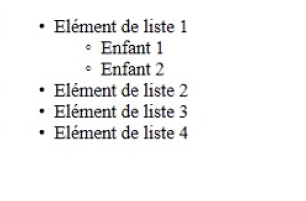 • Elément de liste 1
◦ Enfant 1
◦ Enfant 2
• Elément de liste 2
• Elément de liste 3
• Elément de liste 4